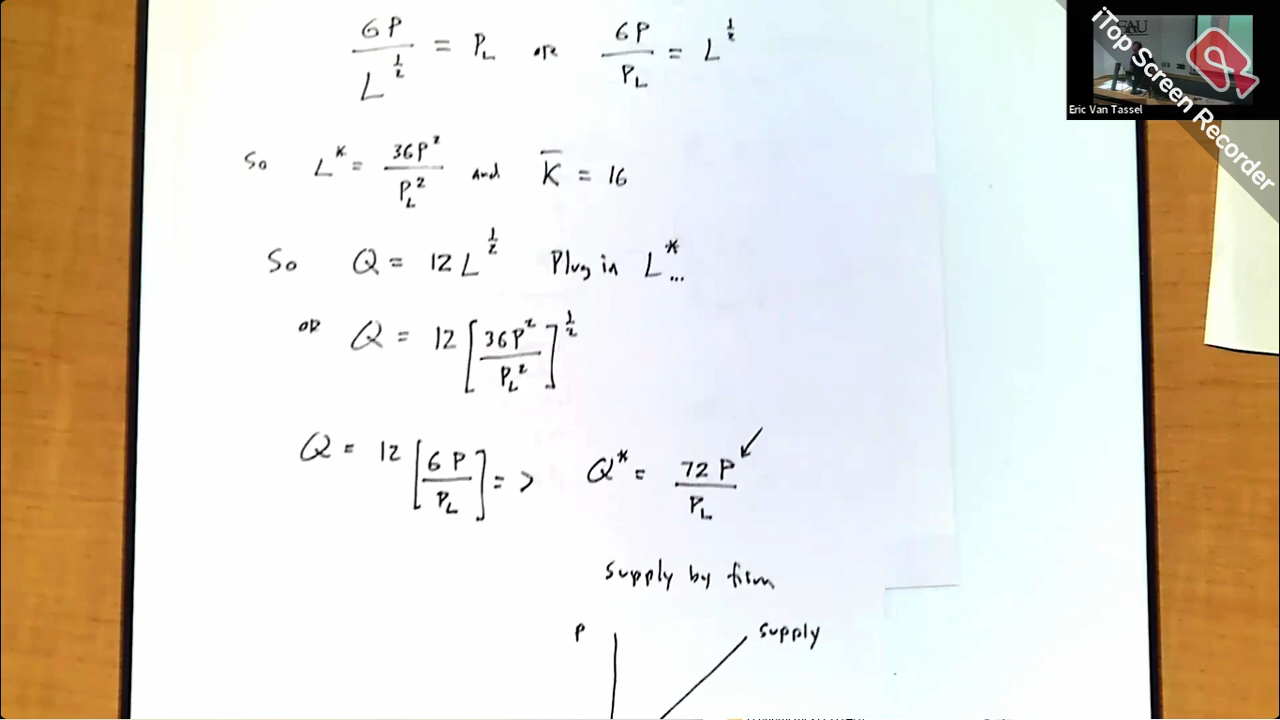 6P / L^{1/2} = P_L or 6P / P_L = L^{1/2}
So L* = 36P² / P_L² and K̄ = 16
So Q = 12 L^{1/2} Plug in L*...
or Q = 12 [36P² / P_L²]^{1/2}
Q = 12 [6P / P_L] => Q* = 72P / P_L
Supply by firm
P Supply
FAU
Eric Van Tassel
iTop Screen Recorder